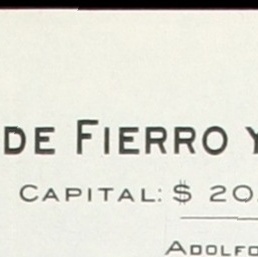 DE FIERRO Y
CAPITAL: $ 20
ADOLFO